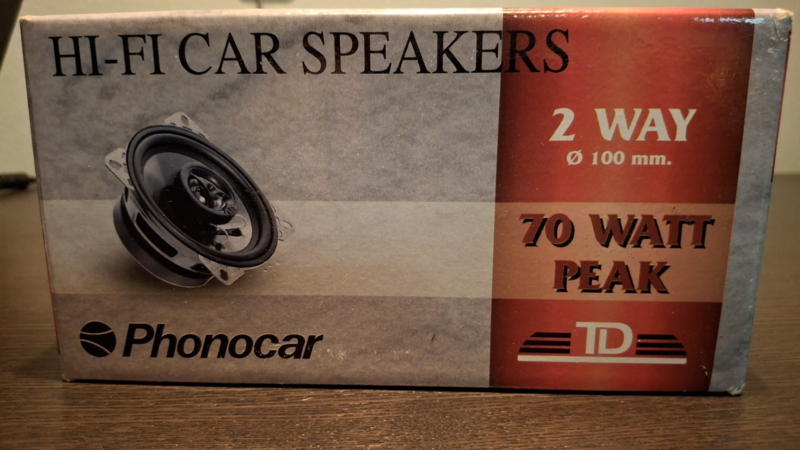 HI-FI CAR SPEAKERS
2 WAY
Ø 100 mm.
70 WATT
PEAK
Phonocar
TD